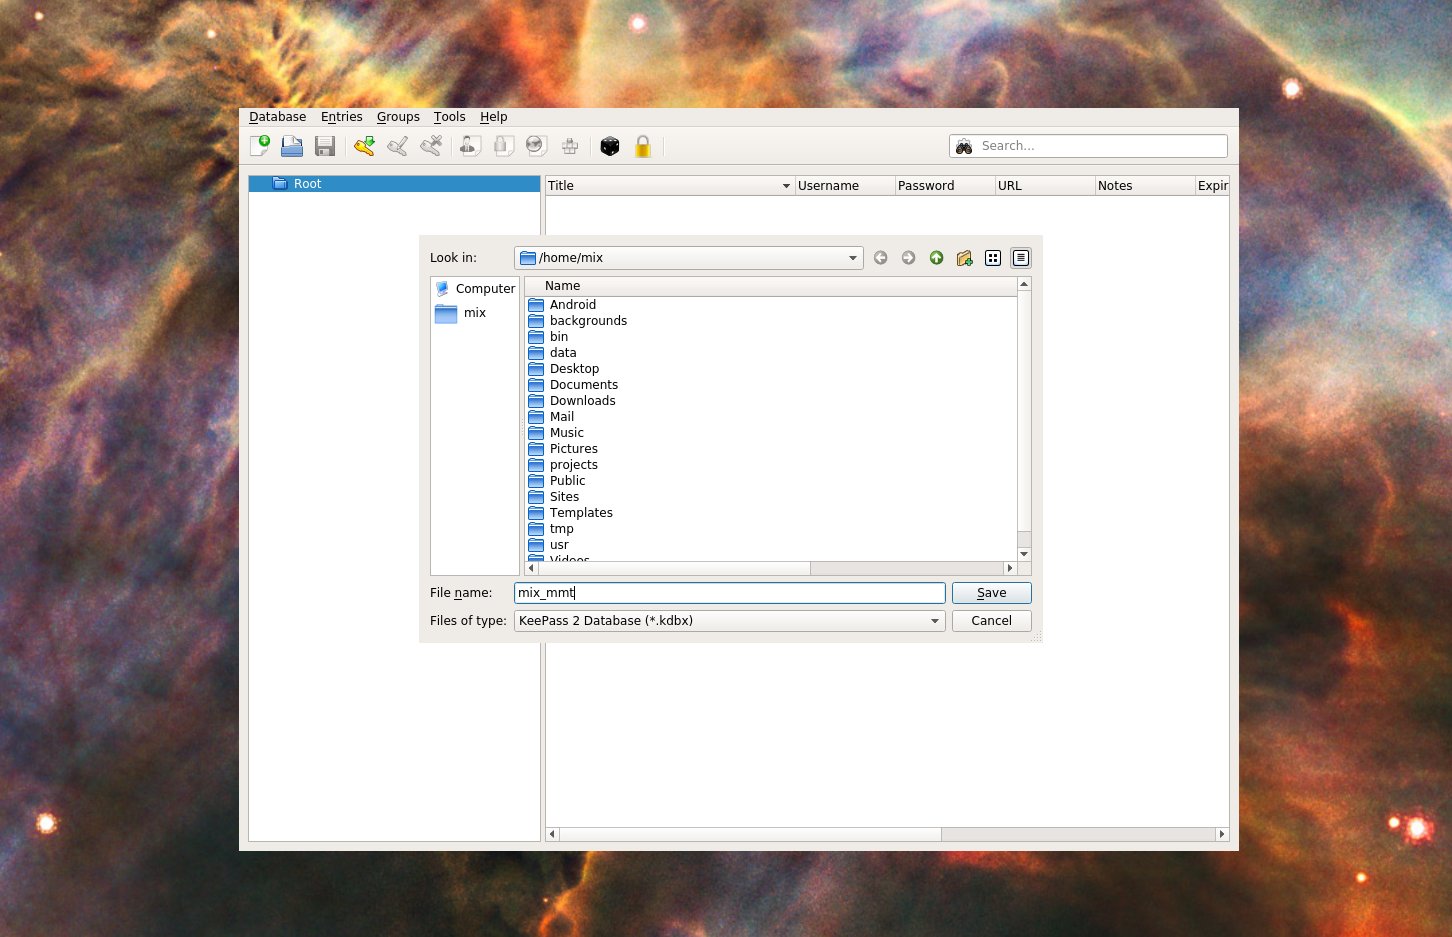 Database Entries Groups Tools Help
Search...
Root
Title Username Password URL Notes Expir
Look in: /home/mix
Computer
mix
Name
Android
backgrounds
bin
data
Desktop
Documents
Downloads
Mail
Music
Pictures
projects
Public
Sites
Templates
tmp
usr
Videos
File name: mix_mmt Save
Files of type: KeePass 2 Database (*.kdbx) Cancel